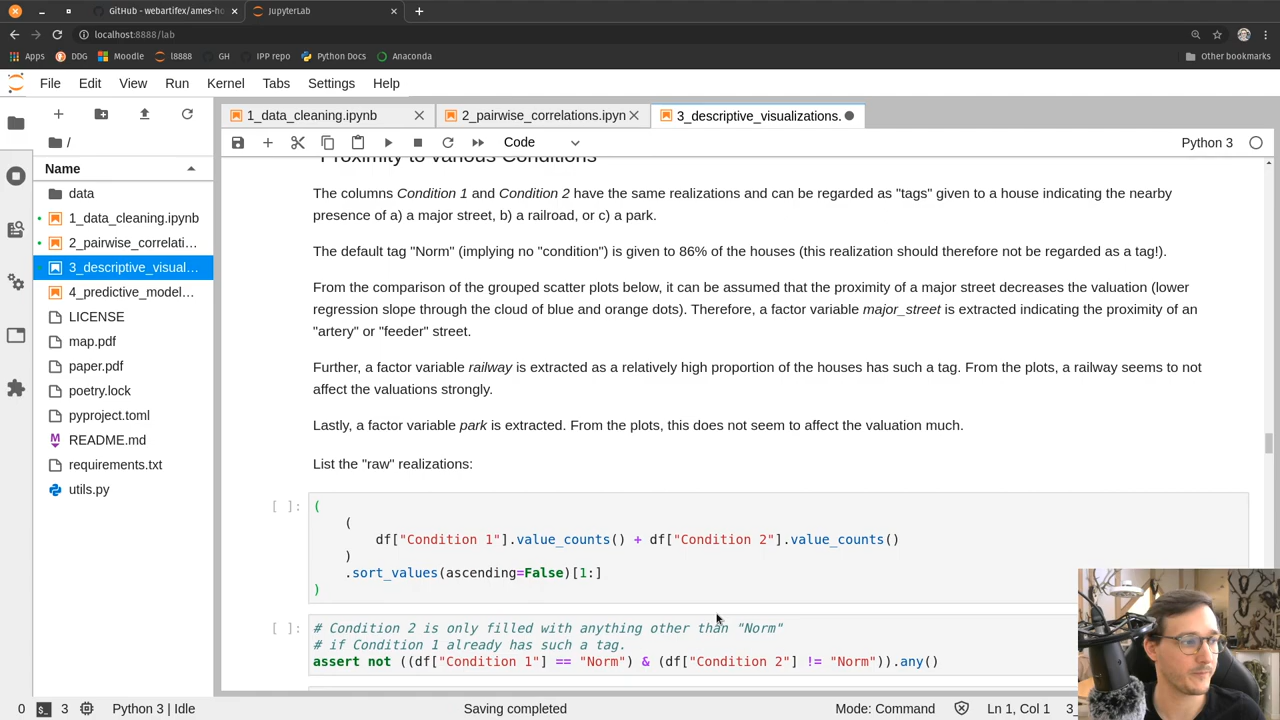 GitHub - webartifex/ames-ho
JupyterLab
localhost:8888/lab
Apps
DDG
Moodle
l8888
GH
IPP repo
Python Docs
Anaconda
Other bookmarks
File
Edit
View
Run
Kernel
Tabs
Settings
Help
/
Name
data
1_data_cleaning.ipynb
2_pairwise_correlati…
3_descriptive_visual…
4_predictive_model…
LICENSE
map.pdf
paper.pdf
poetry.lock
pyproject.toml
README.md
requirements.txt
utils.py
1_data_cleaning.ipynb
2_pairwise_correlations.ipyn
3_descriptive_visualizations.
Code
Python 3
Proximity to Various Conditions
The columns Condition 1 and Condition 2 have the same realizations and can be regarded as "tags" given to a house indicating the nearby
presence of a) a major street, b) a railroad, or c) a park.
The default tag "Norm" (implying no "condition") is given to 86% of the houses (this realization should therefore not be regarded as a tag!).
From the comparison of the grouped scatter plots below, it can be assumed that the proximity of a major street decreases the valuation (lower
regression slope through the cloud of blue and orange dots). Therefore, a factor variable major_street is extracted indicating the proximity of an
"artery" or "feeder" street.
Further, a factor variable railway is extracted as a relatively high proportion of the houses has such a tag. From the plots, a railway seems to not
affect the valuations strongly.
Lastly, a factor variable park is extracted. From the plots, this does not seem to affect the valuation much.
List the "raw" realizations:
[ ]:
(
(
df["Condition 1"].value_counts() + df["Condition 2"].value_counts()
)
.sort_values(ascending=False)[1:]
)
[ ]:
# Condition 2 is only filled with anything other than "Norm"
# if Condition 1 already has such a tag.
assert not ((df["Condition 1"] == "Norm") & (df["Condition 2"] != "Norm")).any()
0
3
Python 3 | Idle
Saving completed
Mode: Command
Ln 1, Col 1
3_